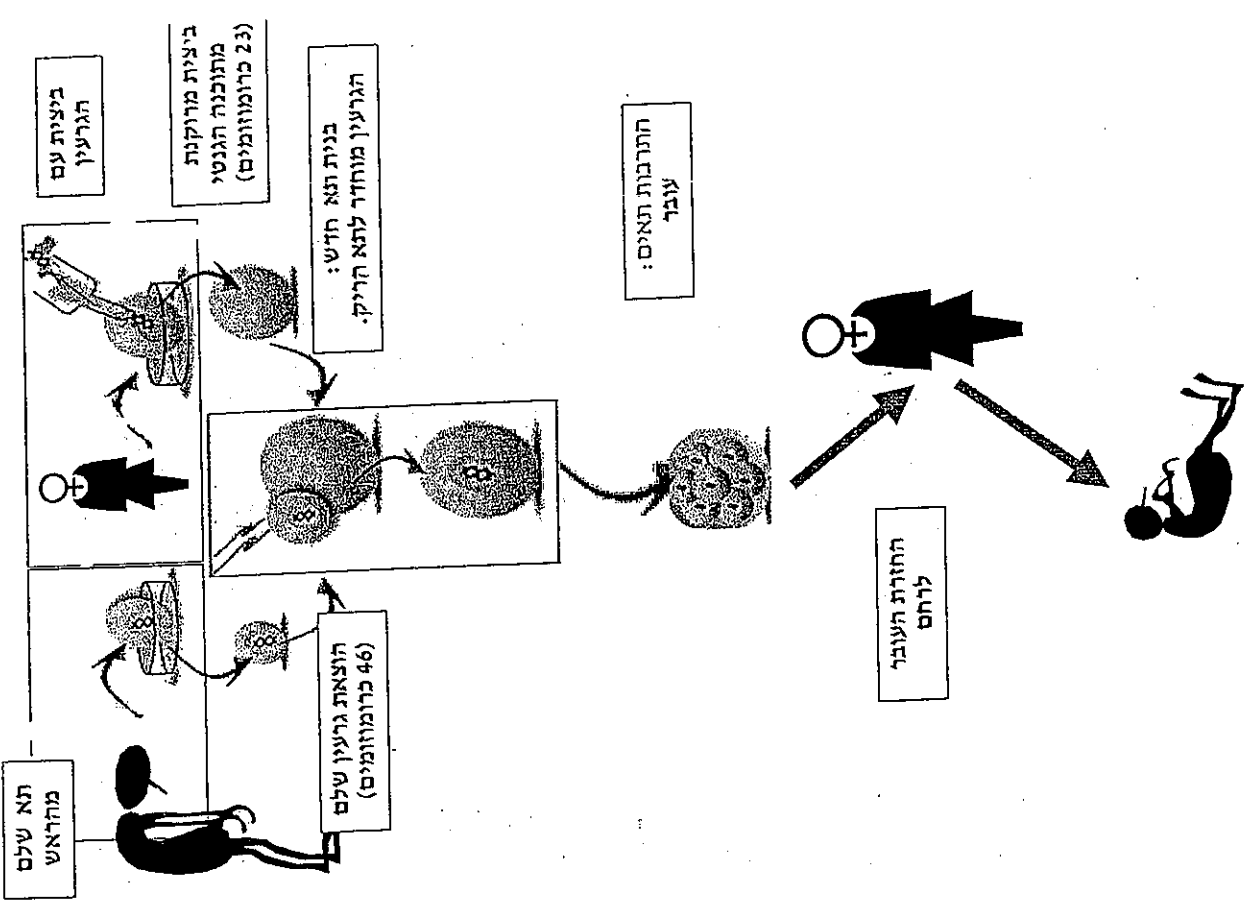 תא שלם
מהראש
ביצית עם
הגרעין
ביצית מרוקנת
מתוכנה הגנטי
(23 כרומוזומים)
הוצאת גרעין שלם
(46 כרומוזומים)
בנית תא חדש :
הגרעין מוחדר לתא הריק.
התרבות תאים :
עובר
החזרת העובר
לרחם